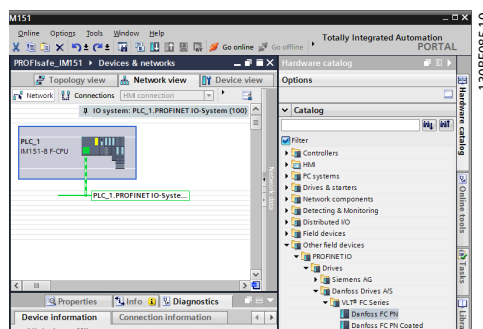 M151
Online Options Tools Window Help
Totally Integrated Automation
PORTAL
Go online Go offline
PROFIsafe_IM151 Devices & networks
Topology view Network view Device view
Network Connections HMI connection
IO system: PLC_1.PROFINET IO-System (100)
PLC_1
IM151-8 F-CPU
PLC_1.PROFINET IO-Syste...
Network data
Properties Info Diagnostics
Device information Connection information
Hardware catalog
Options
Catalog
Filter
Controllers
HMI
PC systems
Drives & starters
Network components
Detecting & Monitoring
Distributed I/O
Field devices
Other field devices
PROFINET IO
Drives
Siemens AG
Danfoss Drives A/S
VLT® FC Series
Danfoss FC PN
Danfoss FC PN Coated
Hardware catalog
Online tools
Tasks
Libr